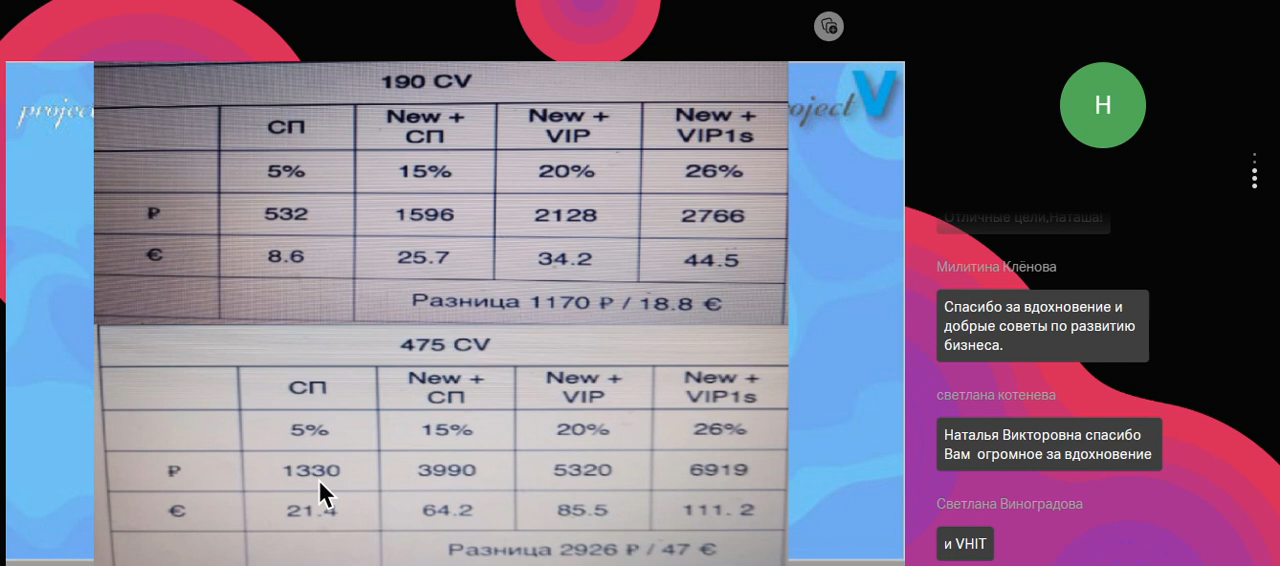 project
190 CV
СП New + СП New + VIP New + VIP1s
5% 15% 20% 26%
₽ 532 1596 2128 2766
€ 8.6 25.7 34.2 44.5
Разница 1170 ₽ / 18.8 €
475 CV
СП New + СП New + VIP New + VIP1s
5% 15% 20% 26%
₽ 1330 3990 5320 6919
€ 21.4 64.2 85.5 111. 2
Разница 2926 ₽ / 47 €
oject V
Н
Отличные цели,Наташа!
Милитина Клёнова
Спасибо за вдохновение и
добрые советы по развитию
бизнеса.
светлана котенева
Наталья Викторовна спасибо
Вам огромное за вдохновение
Светлана Виноградова
и VHIT